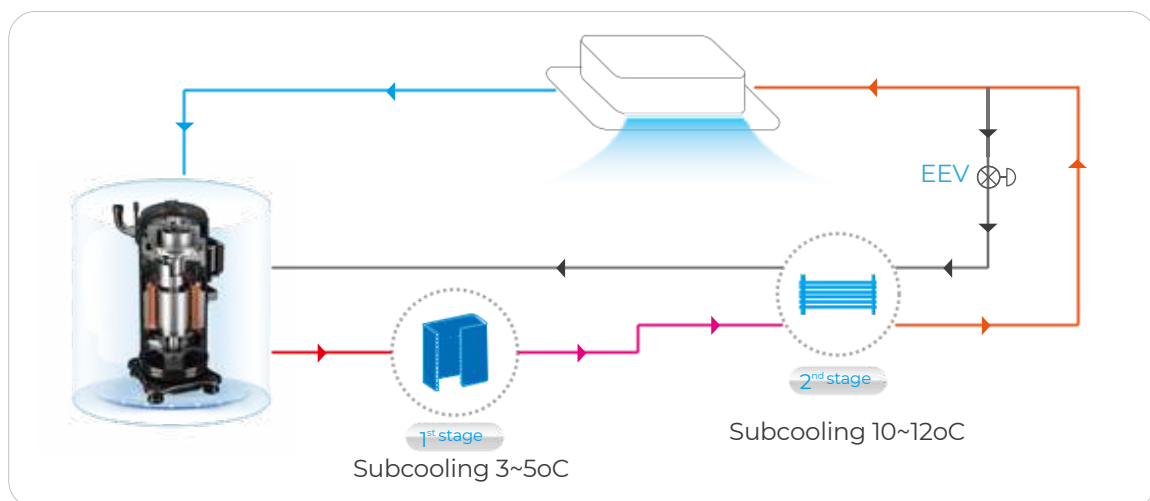 EEV
2nd stage
Subcooling 10~12oC
1st stage
Subcooling 3~5oC